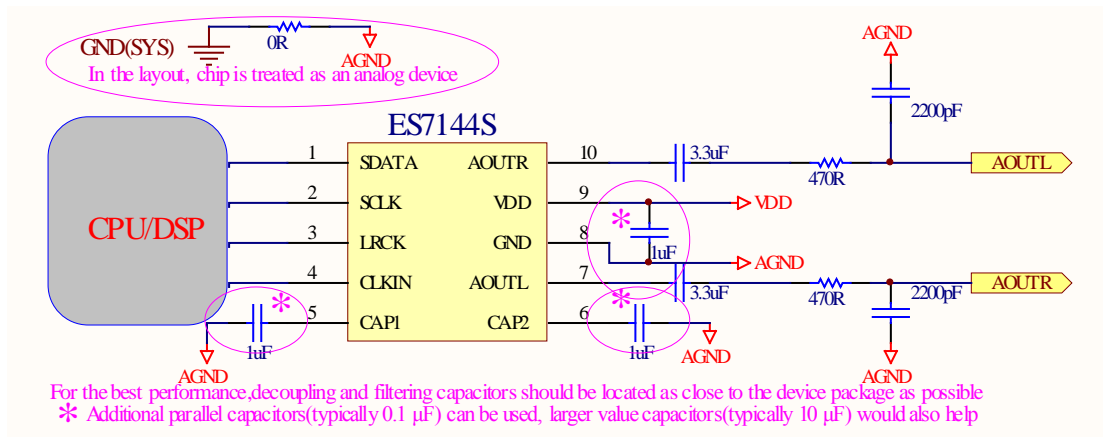 GND(SYS)
0R
AGND
In the layout, chip is treated as an analog device
AGND
2200pF
ES7144S
CPU/DSP
1 SDATA AOUTR 10
3.3uF
470R
AOUTL
2 SCLK VDD 9
VDD
* 1uF
3 LRCK GND 8
AGND
4 CLKIN AOUTL 7
3.3uF
470R
2200pF
AOUTR
5 CAP1 CAP2 6
* 1uF
AGND
* 1uF
AGND
AGND
For the best performance,decoupling and filtering capacitors should be located as close to the device package as possible
* Additional parallel capacitors(typically 0.1 μF) can be used, larger value capacitors(typically 10 μF) would also help